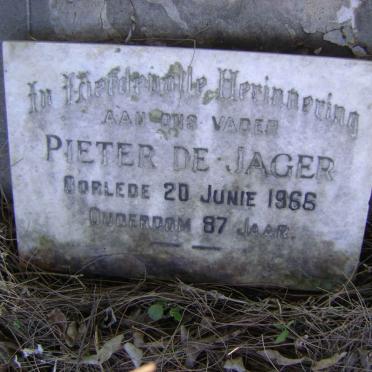 In Liefdevolle Herinnering
AAN ONS VADER
PIETER DE JAGER
OORLEDE 20 JUNIE 1966
OUDERDOM 87 JAAR.